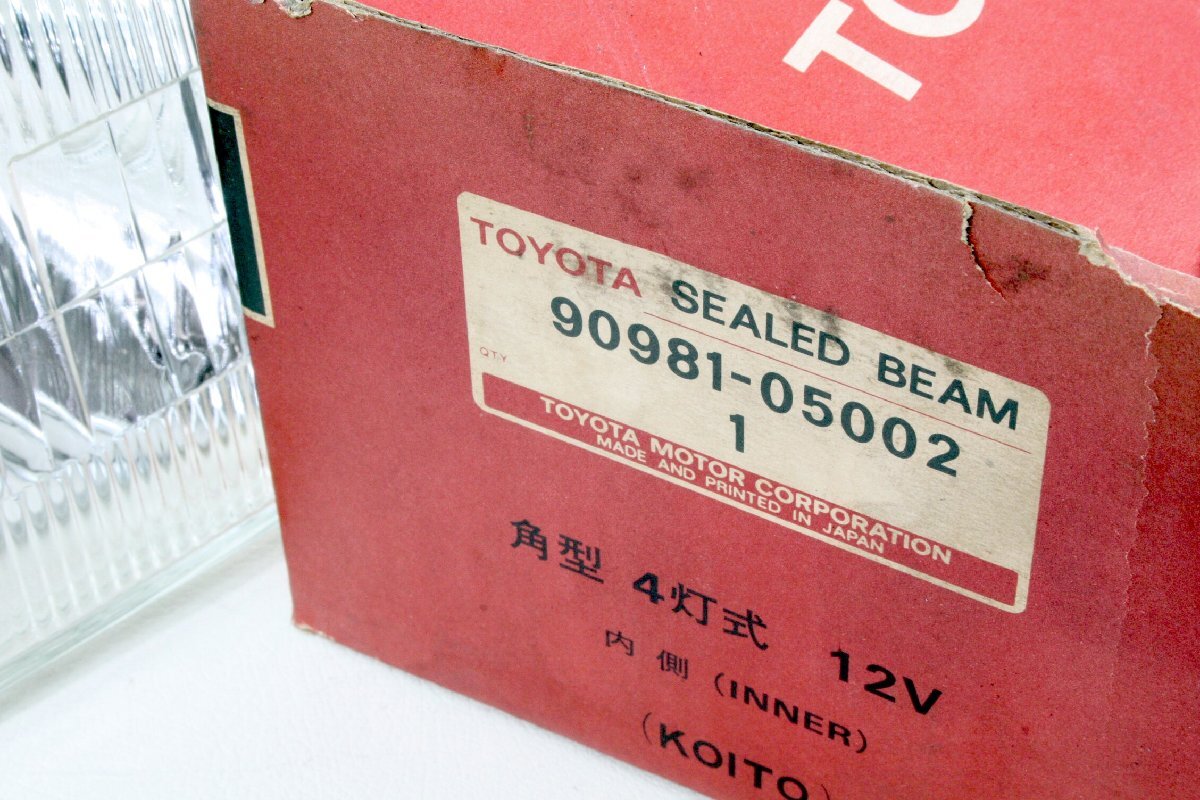 TO
TOYOTA SEALED BEAM
90981-05002
QTY 1
TOYOTA MOTOR CORPORATION
MADE AND PRINTED IN JAPAN
角型 4灯式 12V
内側 (INNER)
(KOITO)